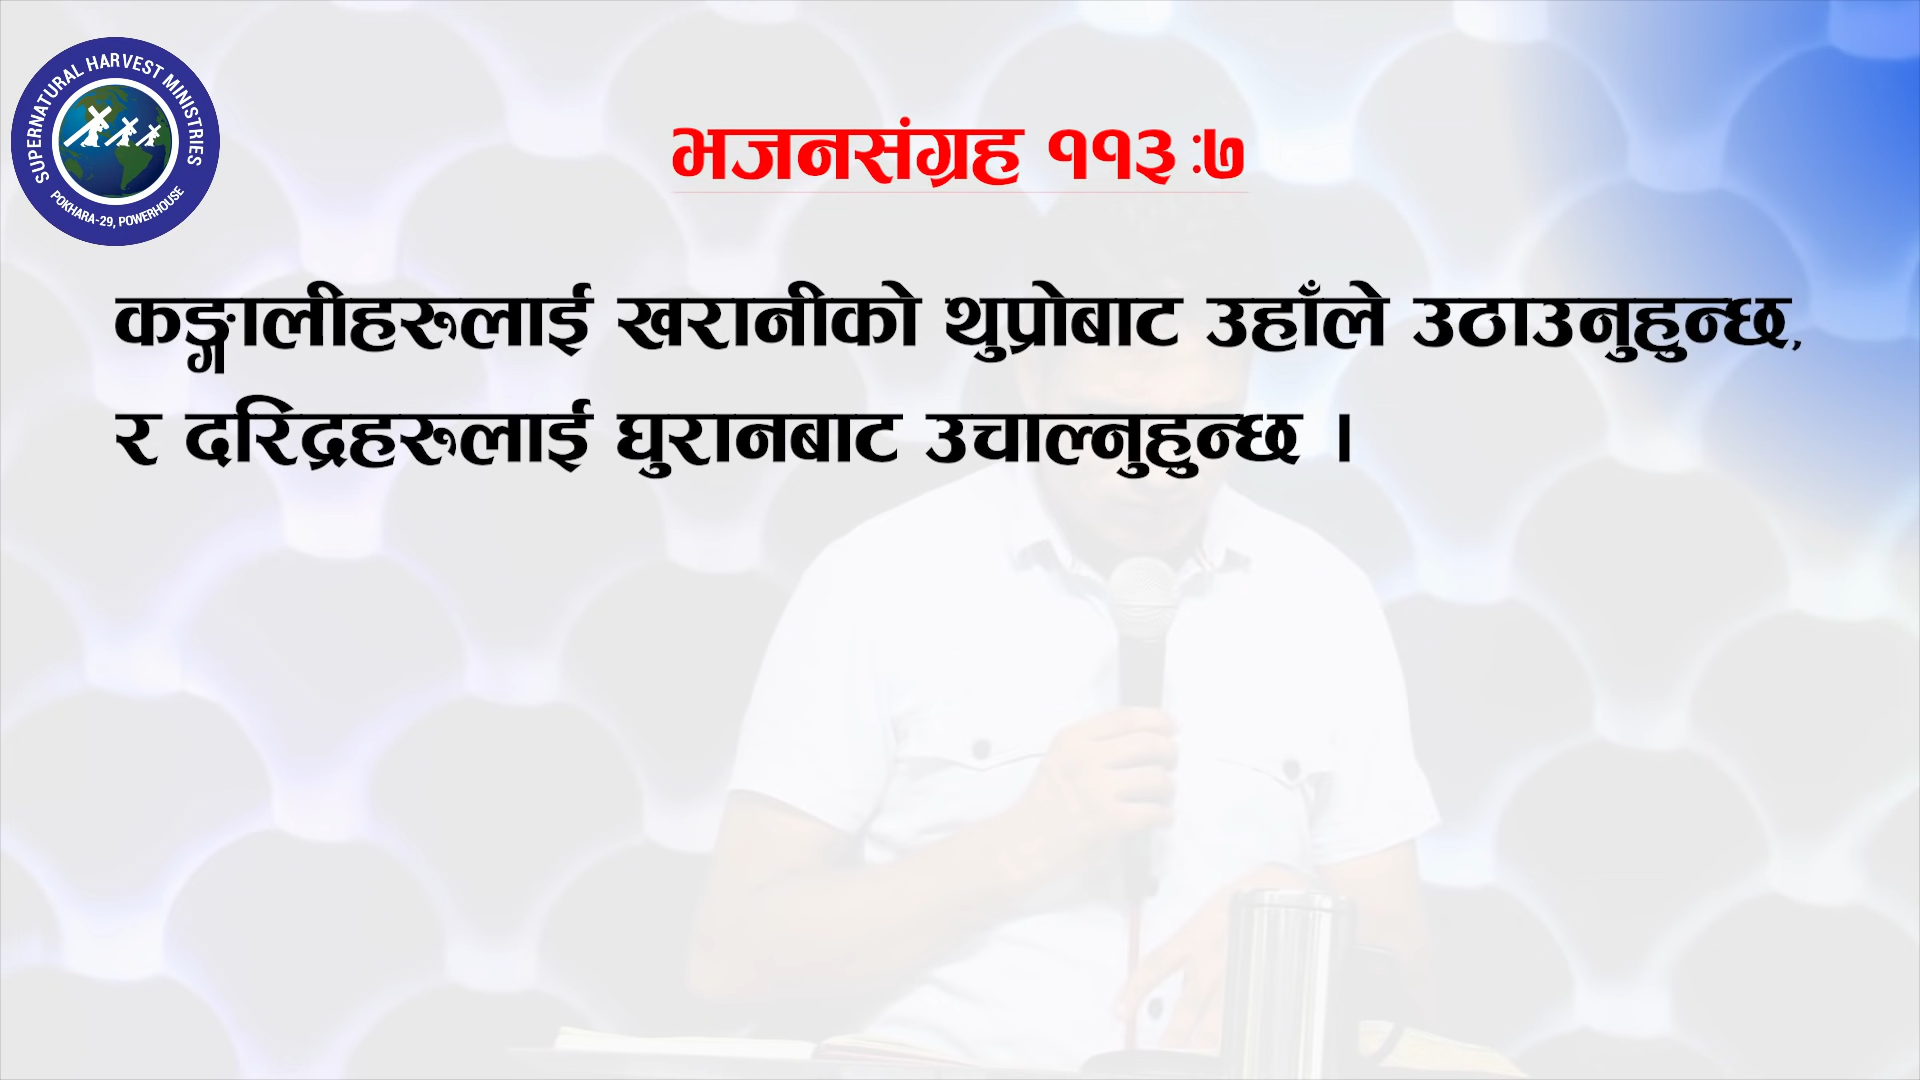 SUPERNATURAL HARVEST MINISTRIES
POKHARA-29, POWERHOUSE
भजनसंग्रह ११३:७
कङ्गालीहरुलाई खरानीको थुप्रोबाट उहाँले उठाउनुहुन्छ,
र दरिद्रहरुलाई घुरानबाट उचाल्नुहुन्छ ।